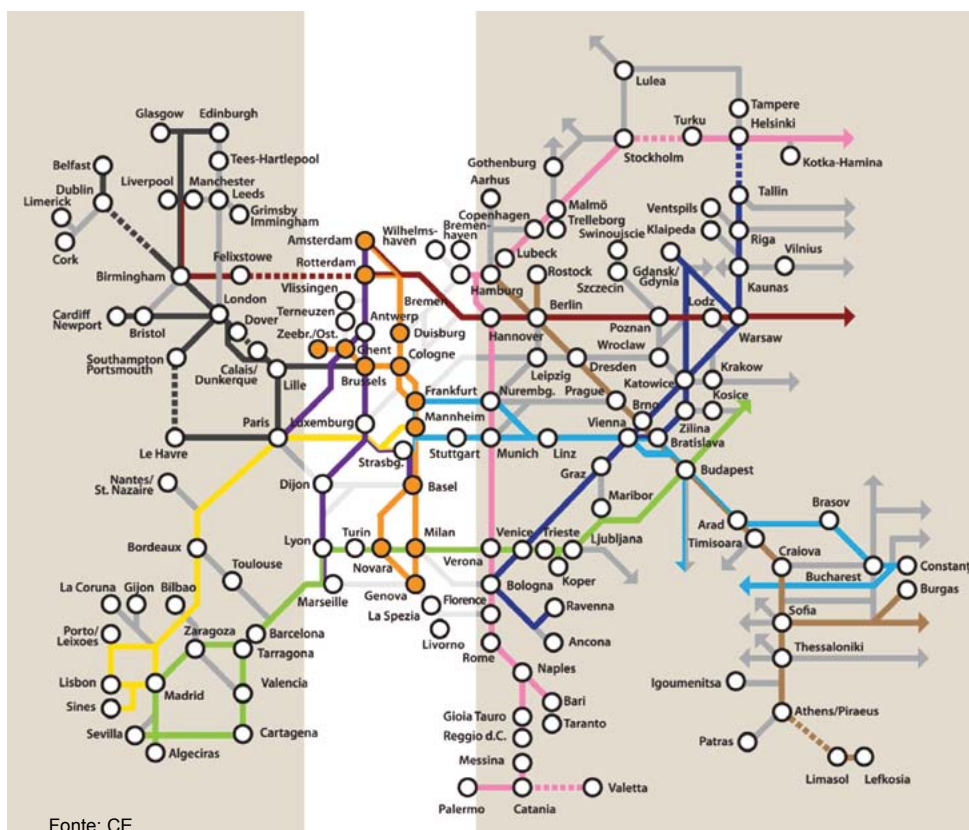 Glasgow
Edinburgh
Tees-Hartlepool
Belfast
Dublin
Limerick
Cork
Liverpool
Manchester
Leeds
Grimsby
Immingham
Birmingham
Felixstowe
Cardiff
Newport
Bristol
London
Dover
Southampton
Portsmouth
Calais/
Dunkerque
Lille
Le Havre
Paris
Nantes/
St. Nazaire
Bordeaux
Toulouse
La Coruna
Gijon
Bilbao
Porto/
Leixoes
Zaragoza
Barcelona
Tarragona
Lisbon
Sines
Madrid
Valencia
Sevilla
Algeciras
Cartagena
Amsterdam
Rotterdam
Vlissingen
Terneuzen
Zeebr./Ost.
Antwerp
Ghent
Brussels
Wilhelms-
haven
Bremen-
haven
Bremen
Duisburg
Cologne
Frankfurt
Mannheim
Luxemburg
Strasbg.
Stuttgart
Dijon
Basel
Lyon
Turin
Novara
Milan
Marseille
Genova
La Spezia
Livorno
Lulea
Tampere
Turku
Helsinki
Stockholm
Kotka-Hamina
Gothenburg
Aarhus
Tallin
Malmö
Copenhagen
Trelleborg
Swinoujscie
Ventspils
Klaipeda
Riga
Vilnius
Lubeck
Rostock
Szczecin
Gdansk/
Gdynia
Kaunas
Hamburg
Hannover
Berlin
Poznan
Lodz
Warsaw
Wroclaw
Leipzig
Dresden
Krakow
Katowice
Nurembg.
Prague
Brno
Kosice
Zilina
Munich
Linz
Vienna
Bratislava
Graz
Maribor
Budapest
Verona
Venice
Trieste
Ljubljana
Koper
Bologna
Florence
Ravenna
Ancona
Rome
Naples
Bari
Taranto
Gioia Tauro
Reggio d.C.
Messina
Palermo
Catania
Valetta
Arad
Timisoara
Brasov
Craiova
Bucharest
Constanţ
Burgas
Sofia
Thessaloniki
Igoumenitsa
Athens/Piraeus
Patras
Limasol
Lefkosia
Fonte: CE